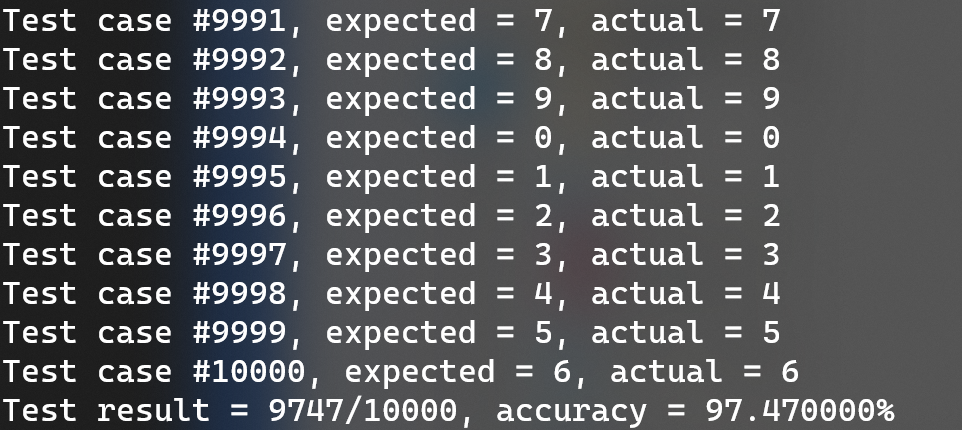 Test case #9991, expected = 7, actual = 7
Test case #9992, expected = 8, actual = 8
Test case #9993, expected = 9, actual = 9
Test case #9994, expected = 0, actual = 0
Test case #9995, expected = 1, actual = 1
Test case #9996, expected = 2, actual = 2
Test case #9997, expected = 3, actual = 3
Test case #9998, expected = 4, actual = 4
Test case #9999, expected = 5, actual = 5
Test case #10000, expected = 6, actual = 6
Test result = 9747/10000, accuracy = 97.470000%